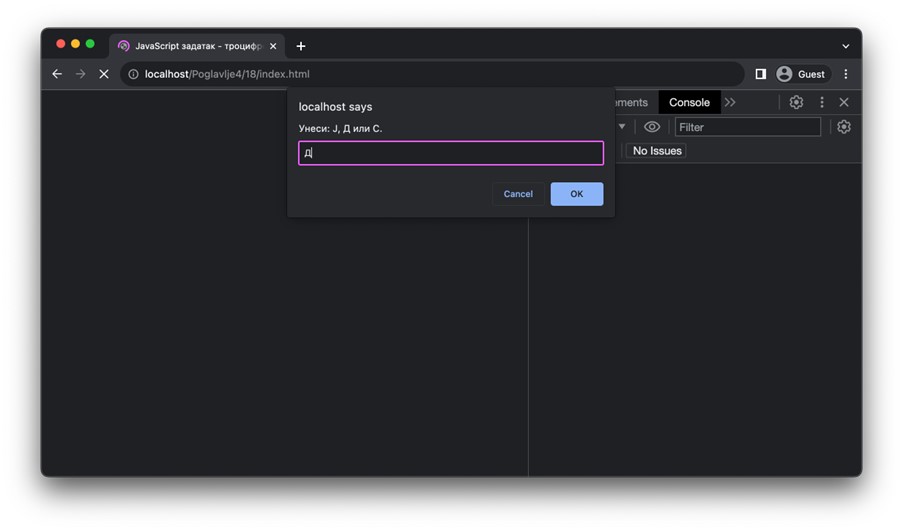 JavaScript задатак - троцифр
localhost/Poglavlje4/18/index.html
Guest
localhost says
Унеси: Ј, Д или С.
Д
Cancel
OK
ements
Console
Filter
No Issues